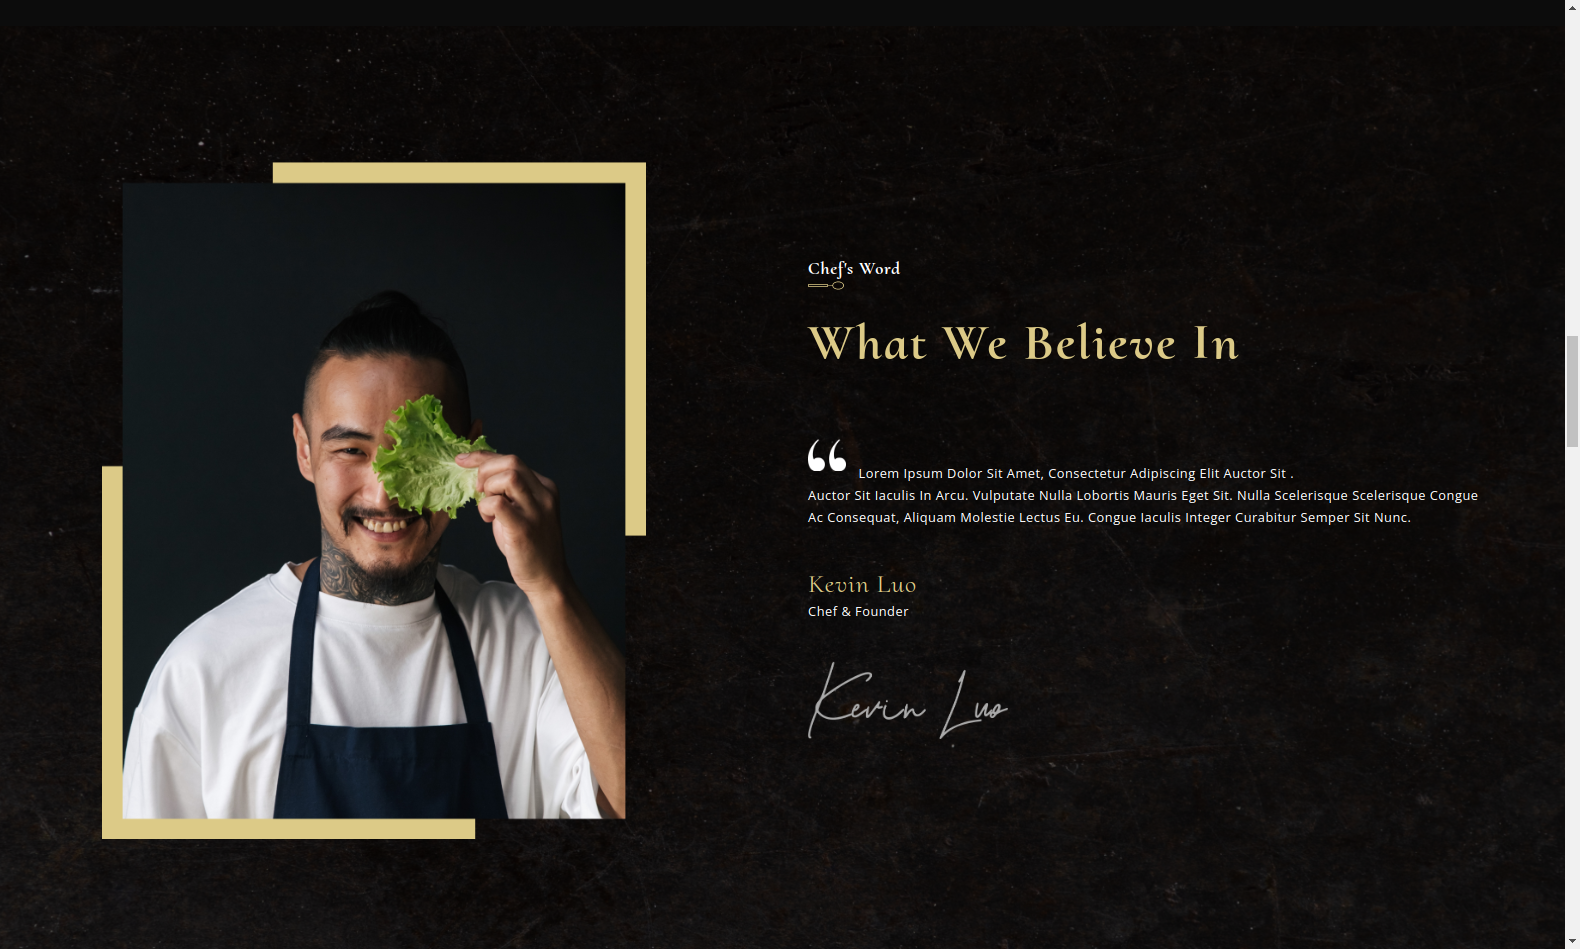 Chef's Word
What We Believe In
“ Lorem Ipsum Dolor Sit Amet, Consectetur Adipiscing Elit Auctor Sit .
Auctor Sit Iaculis In Arcu. Vulputate Nulla Lobortis Mauris Eget Sit. Nulla Scelerisque Scelerisque Congue
Ac Consequat, Aliquam Molestie Lectus Eu. Congue Iaculis Integer Curabitur Semper Sit Nunc.
Kevin Luo
Chef & Founder
Kevin Luo